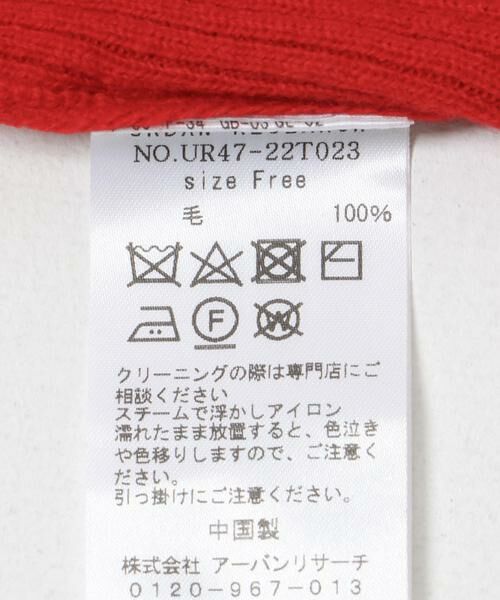 NO.UR47-22T023
size Free
毛 100%
F
W
クリーニングの際は専門店にご
相談ください
スチームで浮かしアイロン
濡れたまま放置すると、色泣き
や色移りしますので、ご注意く
ださい。
引っ掛けにご注意ください。
中国製
株式会社 アーバンリサーチ
0120-967-013